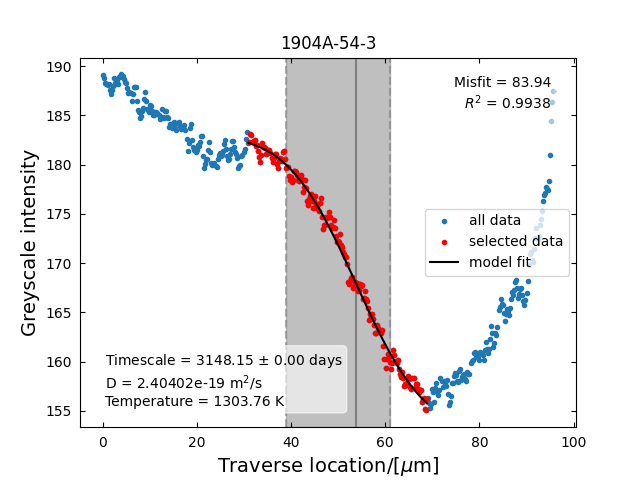 1904A-54-3
Misfit = 83.94
R² = 0.9938
190
185
180
175
170
165
160
155
Greyscale intensity
all data
selected data
model fit
Timescale = 3148.15 ± 0.00 days
D = 2.40402e-19 m²/s
Temperature = 1303.76 K
0 20 40 60 80 100
Traverse location/[μm]